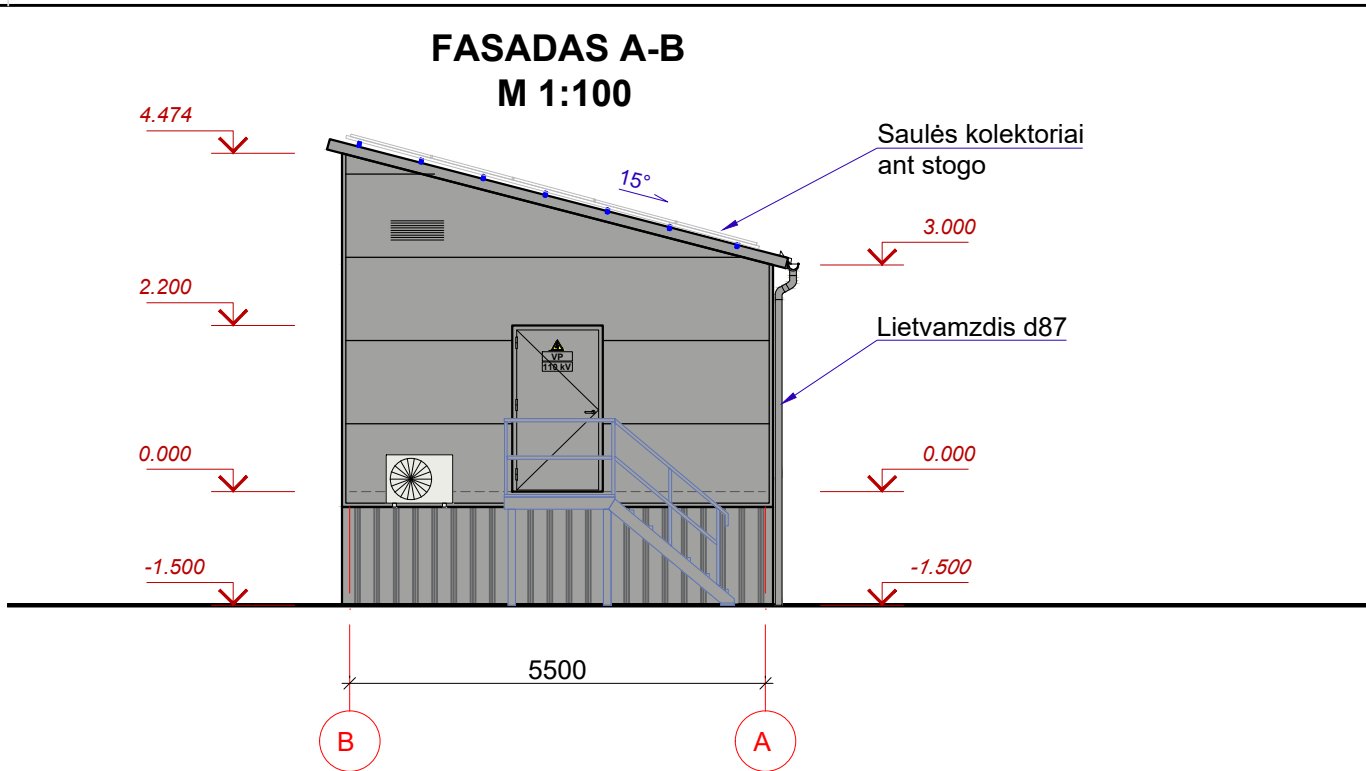 FASADAS A-B
M 1:100
4.474
Saulės kolektoriai
ant stogo
15°
3.000
2.200
Lietvamzdis d87
VP
110 kV
0.000
0.000
-1.500
-1.500
5500
B
A